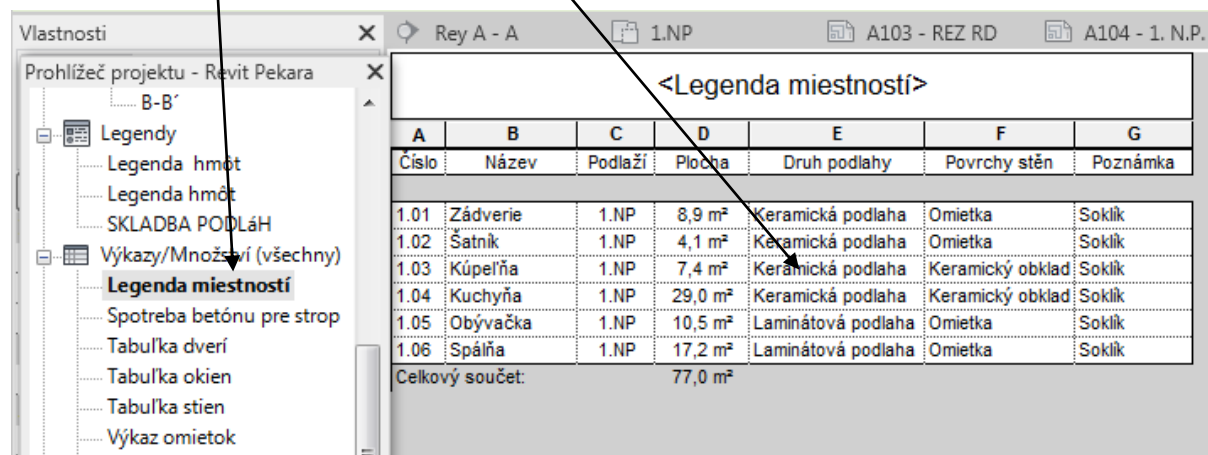 Vlastnosti
Rey A - A 1.NP A103 - REZ RD A104 - 1. N.P.
Prohlížeč projektu - Revit Pekara
B-B´
Legendy
Legenda hmôt
Legenda hmôt
SKLADBA PODLáH
Výkazy/Množství (všechny)
Legenda miestností
Spotreba betónu pre strop
Tabuľka dverí
Tabuľka okien
Tabuľka stien
Výkaz omietok
<Legenda miestností>
A B C D E F G
Číslo Název Podlaží Plocha Druh podlahy Povrchy stěn Poznámka
1.01 Zádverie 1.NP 8,9 m² Keramická podlaha Omietka Soklík
1.02 Šatník 1.NP 4,1 m² Keramická podlaha Omietka Soklík
1.03 Kúpeľňa 1.NP 7,4 m² Keramická podlaha Keramický obklad Soklík
1.04 Kuchyňa 1.NP 29,0 m² Keramická podlaha Keramický obklad Soklík
1.05 Obývačka 1.NP 10,5 m² Laminátová podlaha Omietka Soklík
1.06 Spálňa 1.NP 17,2 m² Laminátová podlaha Omietka Soklík
Celkový součet: 77,0 m²